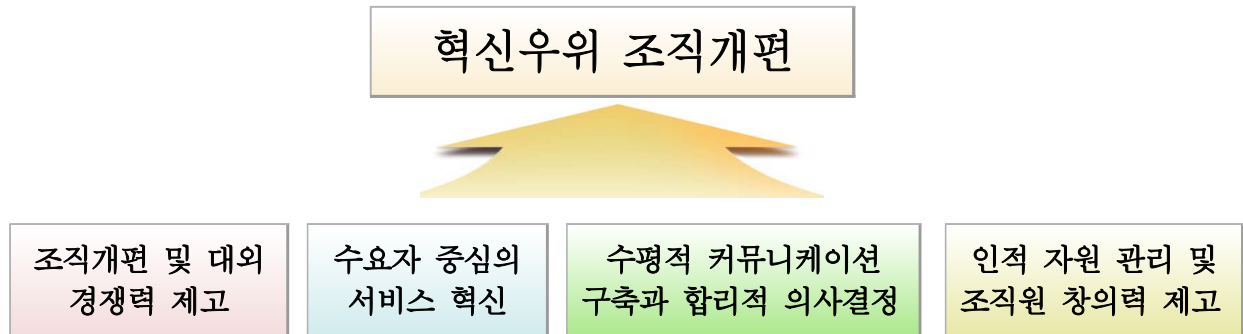 혁신우위 조직개편
조직개편 및 대외
경쟁력 제고
수요자 중심의
서비스 혁신
수평적 커뮤니케이션
구축과 합리적 의사결정
인적 자원 관리 및
조직원 창의력 제고